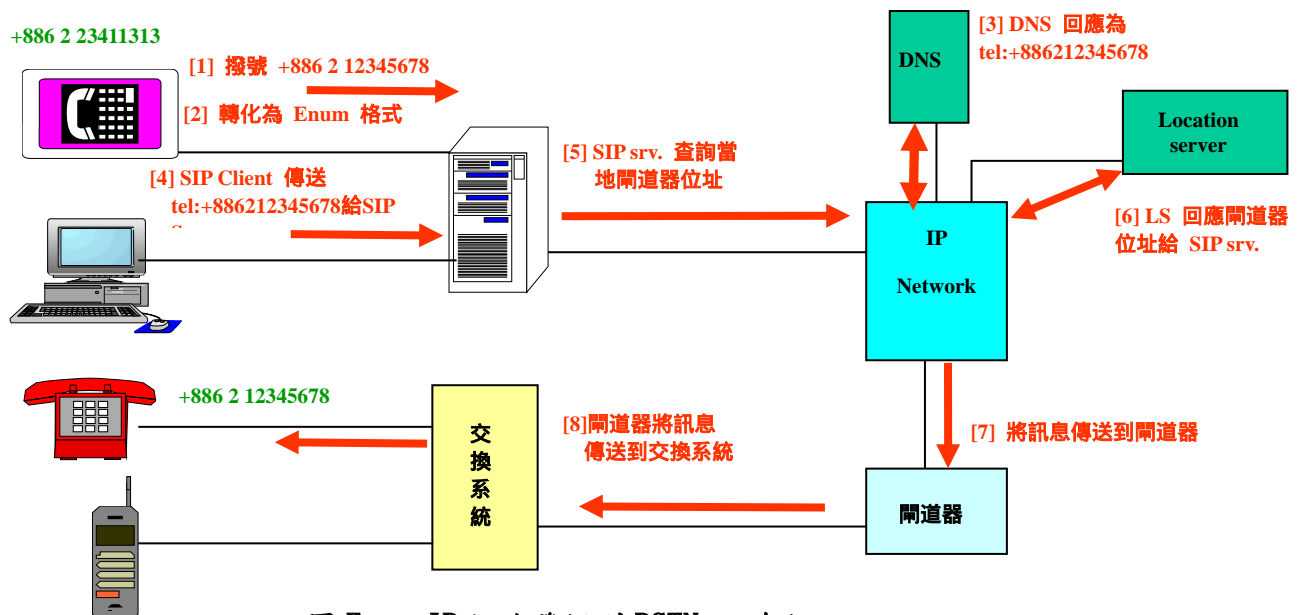 +886 2 23411313
[1] 撥號 +886 2 12345678
[2] 轉化為 Enum 格式
[3] DNS 回應為
tel:+886212345678
DNS
Location
server
[4] SIP Client 傳送
tel:+886212345678給SIP
[5] SIP srv. 查詢當
地閘道器位址
[6] LS 回應閘道器
位址給 SIP srv.
IP
Network
+886 2 12345678
交
換
系
統
[8]閘道器將訊息
傳送到交換系統
[7] 將訊息傳送到閘道器
閘道器